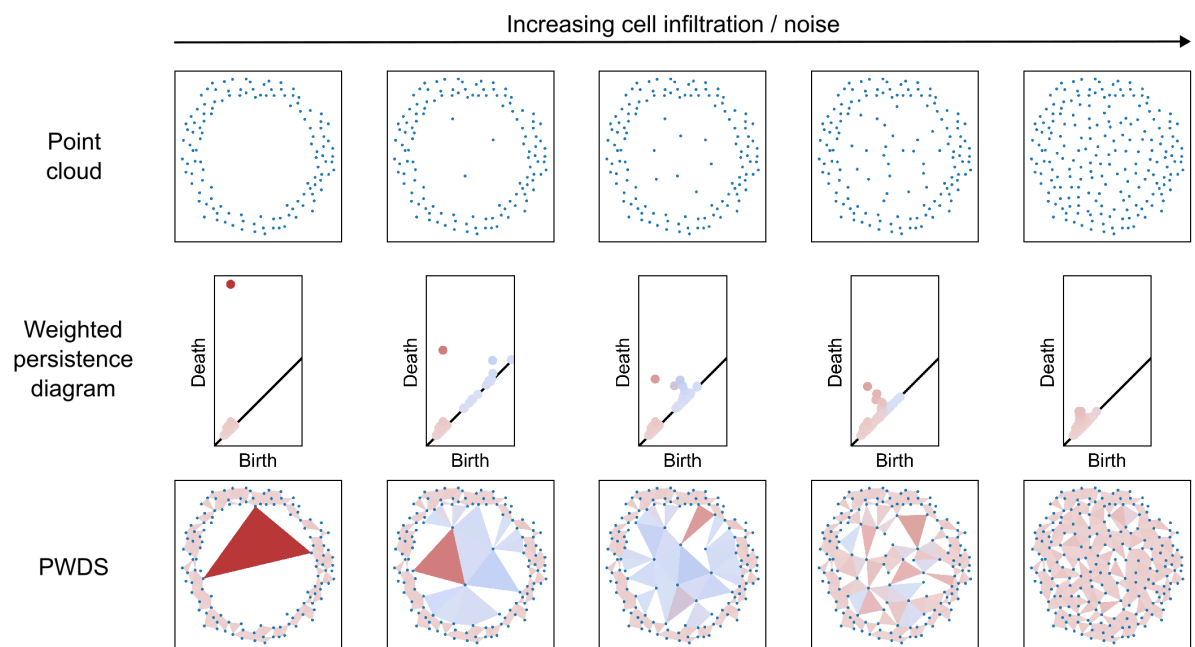 Increasing cell infiltration / noise
Point
cloud
Weighted
persistence
diagram
Death
Death
Death
Death
Death
Birth
Birth
Birth
Birth
Birth
PWDS